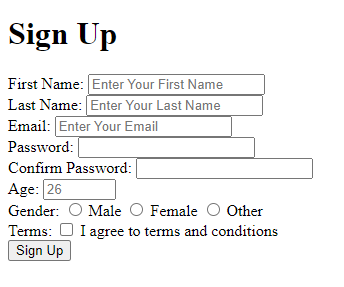 Sign Up
First Name: Enter Your First Name
Last Name: Enter Your Last Name
Email: Enter Your Email
Password:
Confirm Password:
Age: 26
Gender: Male Female Other
Terms: I agree to terms and conditions
Sign Up